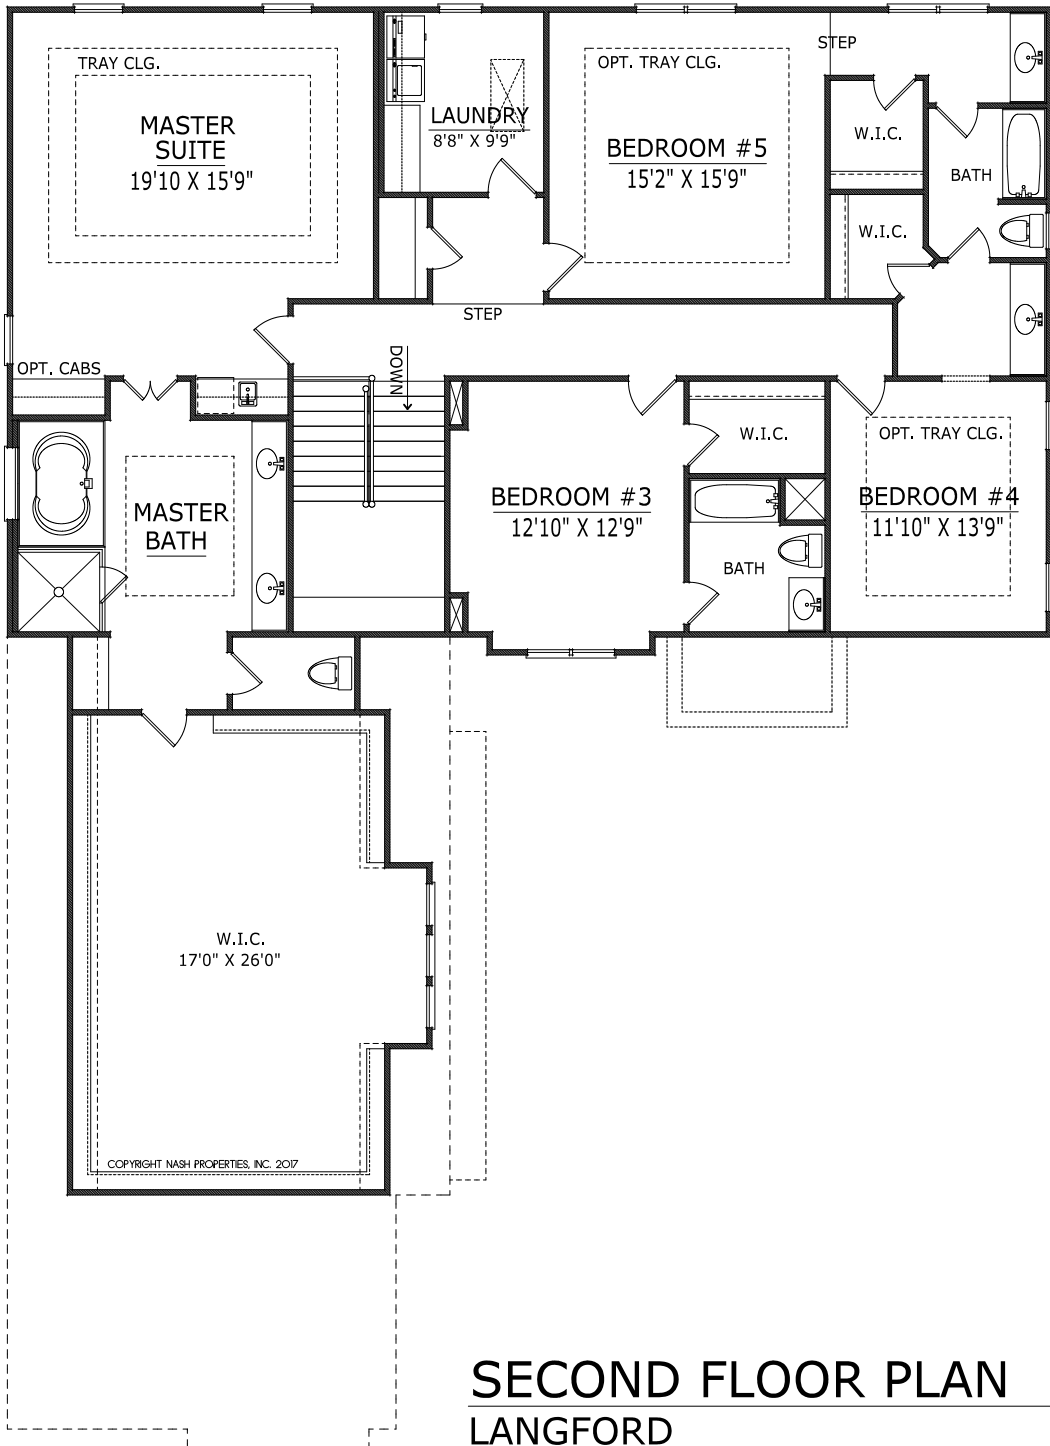 TRAY CLG.
MASTER
SUITE
19'10 X 15'9"
LAUNDRY
8'8" X 9'9"
OPT. TRAY CLG.
BEDROOM #5
15'2" X 15'9"
STEP
W.I.C.
BATH
W.I.C.
STEP
OPT. CABS
DOWN
MASTER
BATH
BEDROOM #3
12'10" X 12'9"
W.I.C.
BATH
OPT. TRAY CLG.
BEDROOM #4
11'10" X 13'9"
W.I.C.
17'0" X 26'0"
COPYRIGHT NASH PROPERTIES, INC. 2017
SECOND FLOOR PLAN
LANGFORD